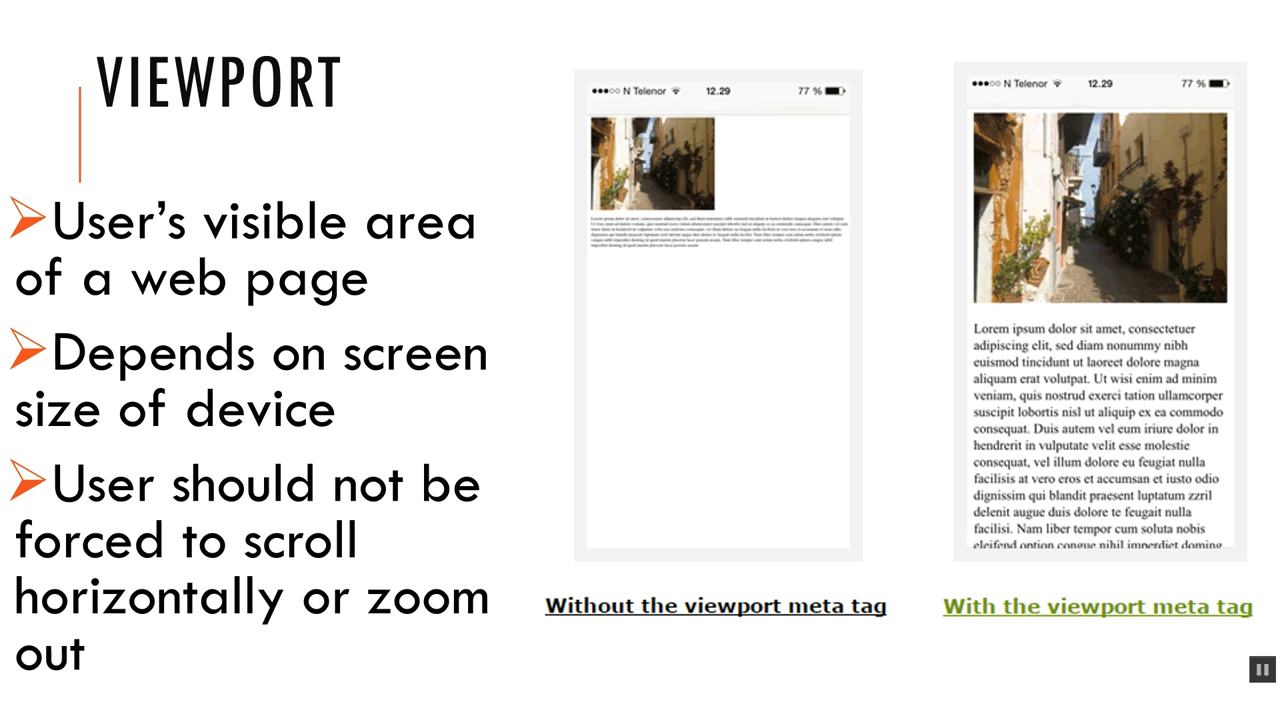 VIEWPORT
User’s visible area
of a web page
Depends on screen
size of device
User should not be
forced to scroll
horizontally or zoom
out
N Telenor 12.29 77 %
Without the viewport meta tag
N Telenor 12.29 77 %
Lorem ipsum dolor sit amet, consectetuer
adipiscing elit, sed diam nonummy nibh
euismod tincidunt ut laoreet dolore magna
aliquam erat volutpat. Ut wisi enim ad minim
veniam, quis nostrud exerci tation ullamcorper
suscipit lobortis nisl ut aliquip ex ea commodo
consequat. Duis autem vel eum iriure dolor in
hendrerit in vulputate velit esse molestie
consequat, vel illum dolore eu feugiat nulla
facilisis at vero eros et accumsan et iusto odio
dignissim qui blandit praesent luptatum zzril
delenit augue duis dolore te feugait nulla
facilisi. Nam liber tempor cum soluta nobis
eleifend option congue nihil imperdiet doming
With the viewport meta tag